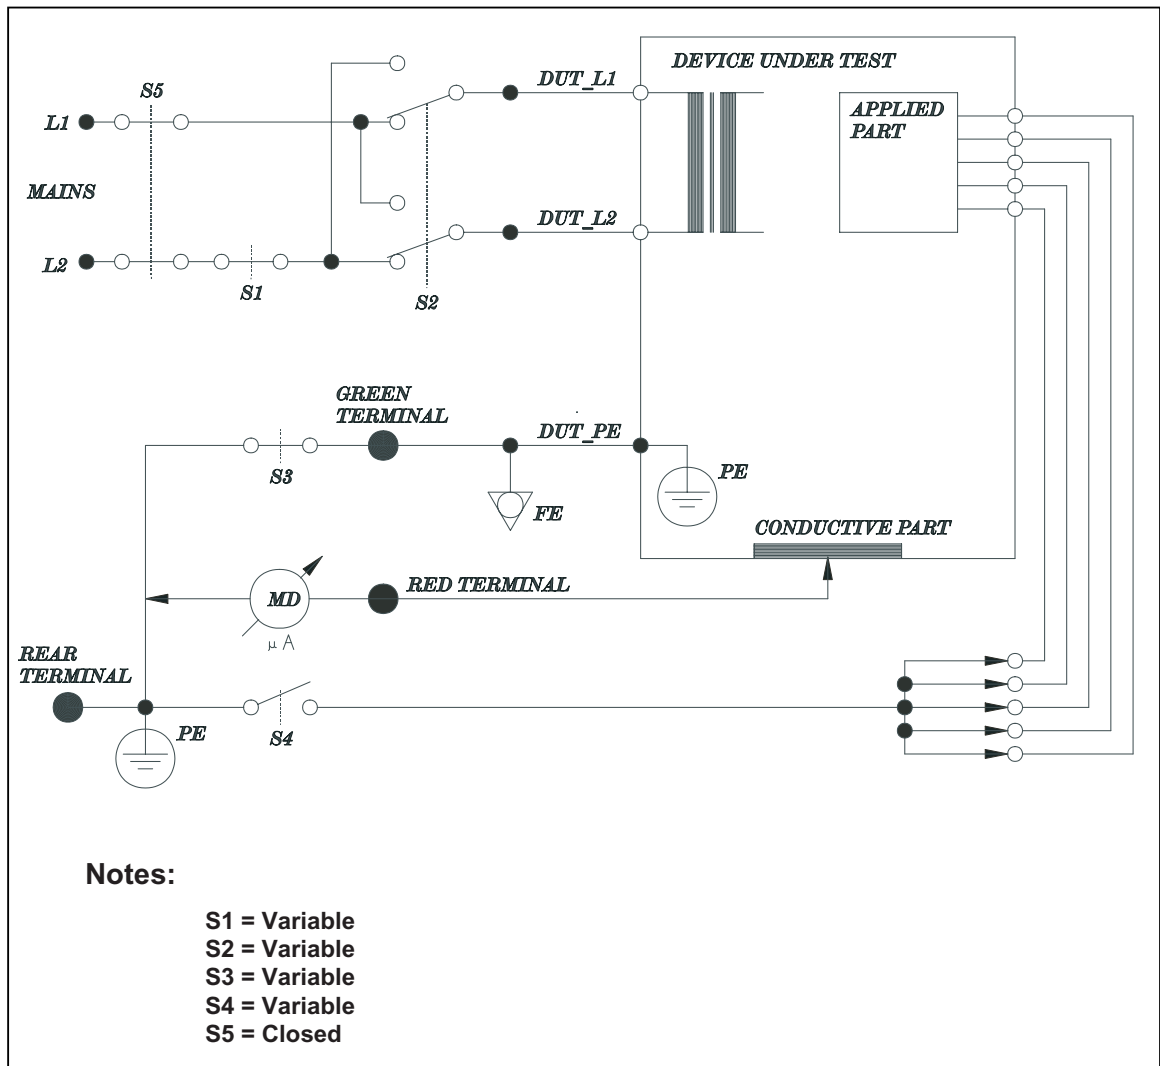 DEVICE UNDER TEST
DUT_L1
S5
APPLIED
PART
L1
MAINS
DUT_L2
L2
S1
S2
GREEN
TERMINAL
DUT_PE
S3
PE
FE
CONDUCTIVE PART
RED TERMINAL
MD
μ A
REAR
TERMINAL
PE
S4
Notes:
S1 = Variable
S2 = Variable
S3 = Variable
S4 = Variable
S5 = Closed